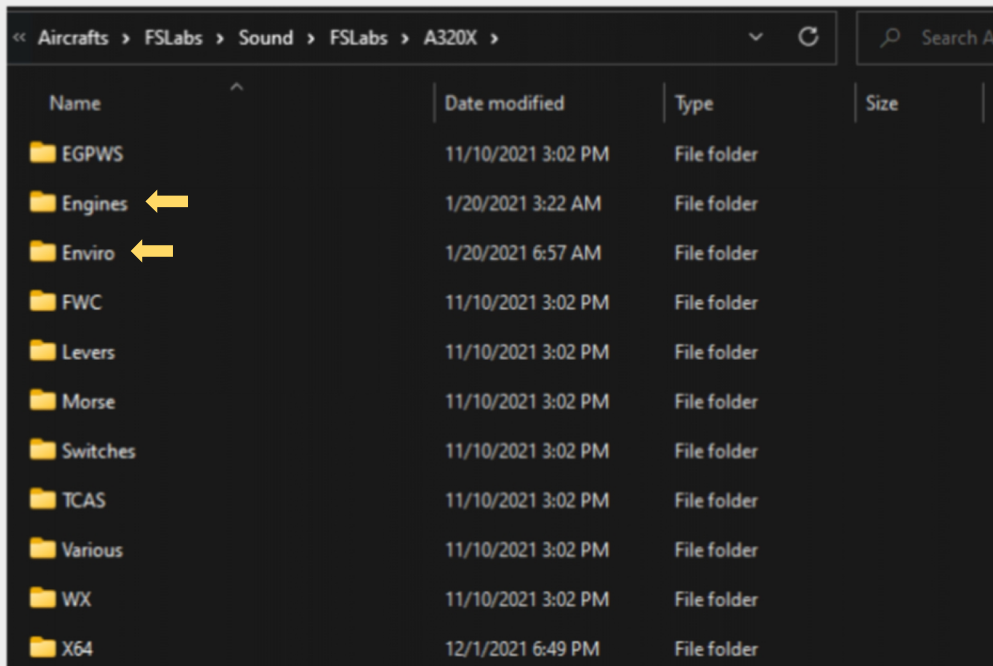 « Aircrafts › FSLabs › Sound › FSLabs › A320X › Search A
Name Date modified Type Size
EGPWS 11/10/2021 3:02 PM File folder
Engines 1/20/2021 3:22 AM File folder
Enviro 1/20/2021 6:57 AM File folder
FWC 11/10/2021 3:02 PM File folder
Levers 11/10/2021 3:02 PM File folder
Morse 11/10/2021 3:02 PM File folder
Switches 11/10/2021 3:02 PM File folder
TCAS 11/10/2021 3:02 PM File folder
Various 11/10/2021 3:02 PM File folder
WX 11/10/2021 3:02 PM File folder
X64 12/1/2021 6:49 PM File folder